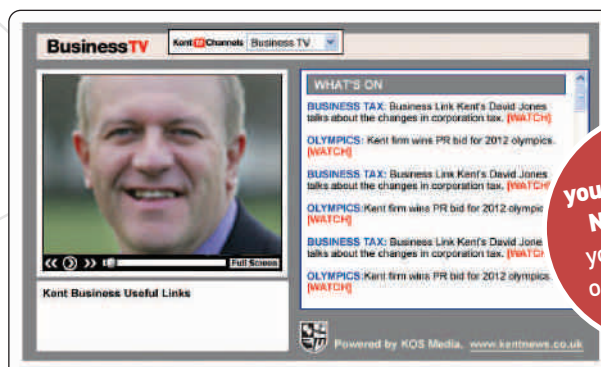 BusinessTV
Kent TV Channels Business TV
WHAT'S ON
BUSINESS TAX: Business Link Kent's David Jones
talks about the changes in corporation tax. [WATCH]
OLYMPICS: Kent firm wins PR bid for 2012 olympics.
[WATCH]
BUSINESS TAX: Business Link Kent's David Jones
talks about the changes in corporation tax. [WATCH
OLYMPICS:Kent firm wins PR bid for 2012 olympic
[WATCH]
BUSINESS TAX: Business Link Kent's David Jone
talks about the changes in corporation tax. [WATC
OLYMPICS:Kent firm wins PR bid for 2012 olympics.
[WATCH]
Full Screen
Kent Business Useful Links
Powered by KOS Media. www.kentnews.co.uk
you
N
yo
o